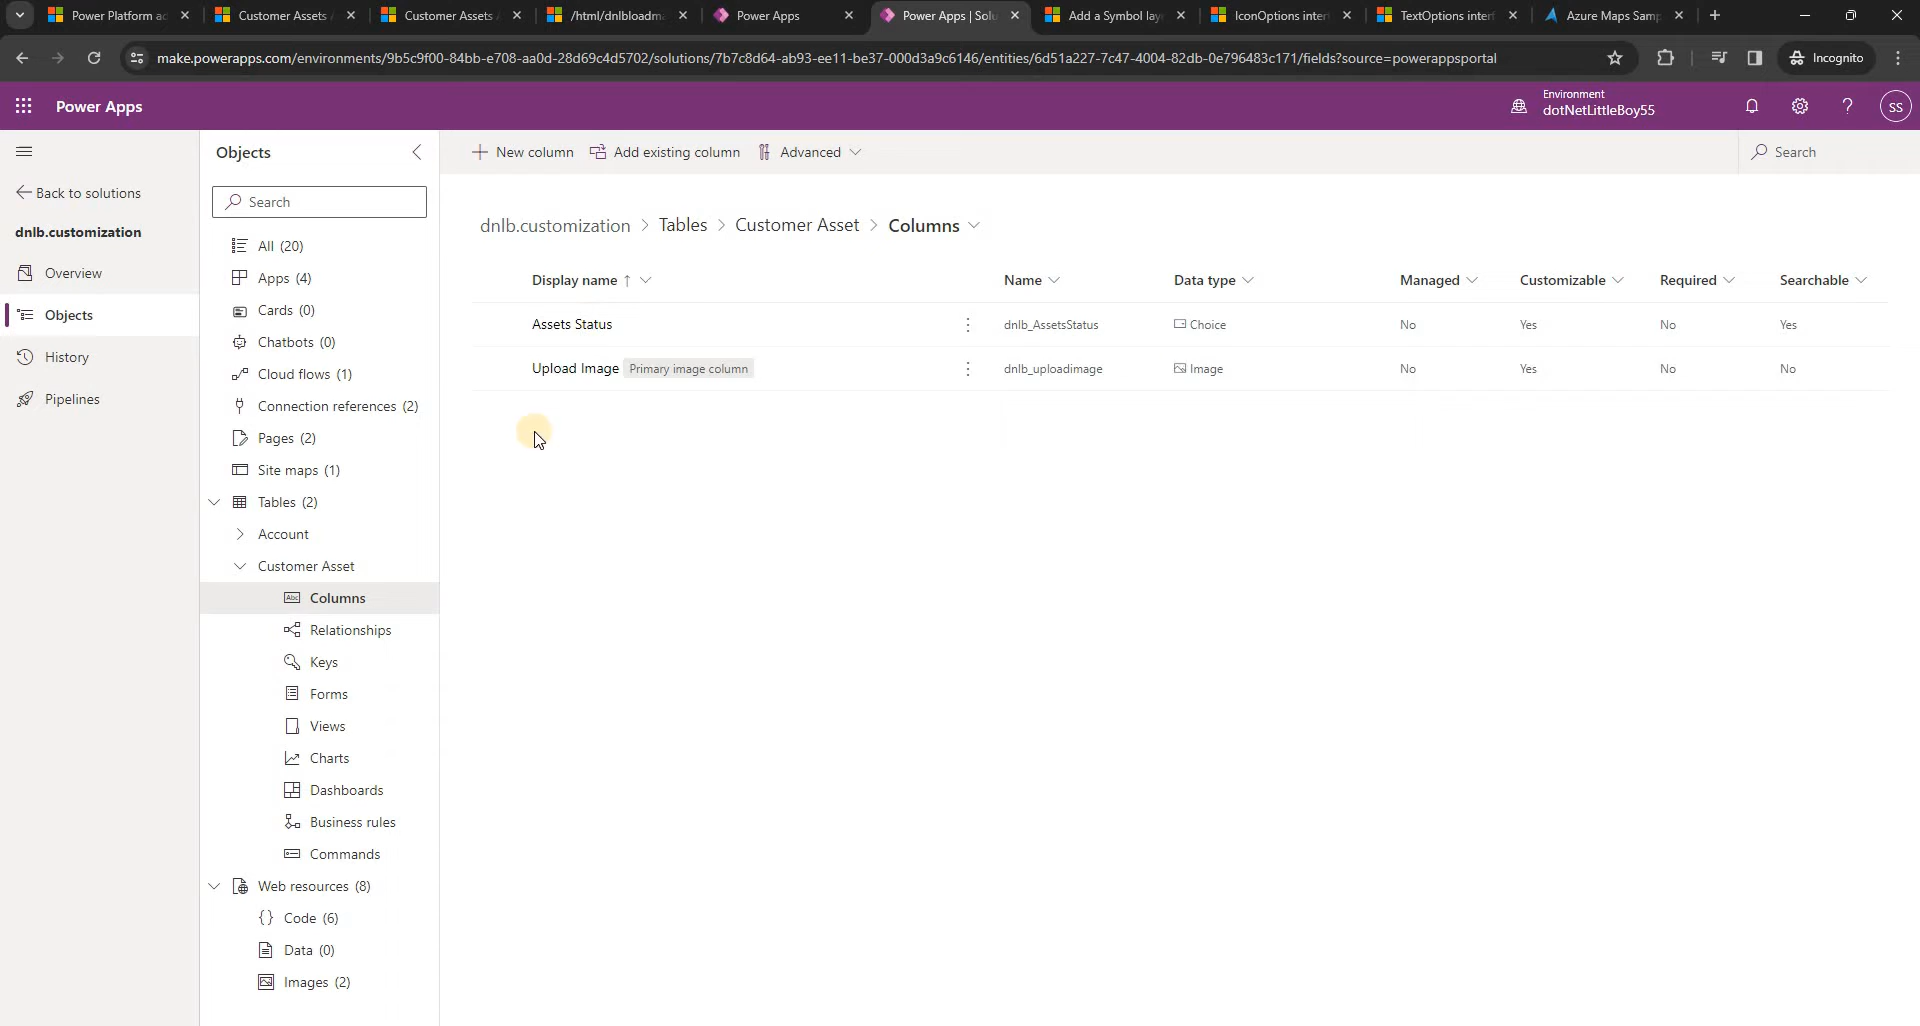 Power Platform ac
Customer Assets
Customer Assets
/html/dnlbloadm
Power Apps
Power Apps | Solu
Add a Symbol lay
IconOptions inter
TextOptions inter
Azure Maps Samp
make.powerapps.com/environments/9b5c9f00-84bb-e708-aa0d-28d69c4d5702/solutions/7b7c8d64-ab93-ee11-be37-000d3a9c6146/entities/6d51a227-7c47-4004-82db-0e796483c171/fields?source=powerappsportal
Incognito
Power Apps
Environment
dotNetLittleBoy55
?
SS
Back to solutions
dnlb.customization
Overview
Objects
History
Pipelines
Objects
Search
All (20)
Apps (4)
Cards (0)
Chatbots (0)
Cloud flows (1)
Connection references (2)
Pages (2)
Site maps (1)
Tables (2)
Account
Customer Asset
Abc Columns
Relationships
Keys
Forms
Views
Charts
Dashboards
Business rules
Commands
Web resources (8)
{} Code (6)
Data (0)
Images (2)
New column
Add existing column
Advanced
Search
dnlb.customization > Tables > Customer Asset > Columns
Display name ↑ Name Data type Managed Customizable Required Searchable
Assets Status dnlb_AssetsStatus Choice No Yes No Yes
Upload Image Primary image column dnlb_uploadimage Image No Yes No No